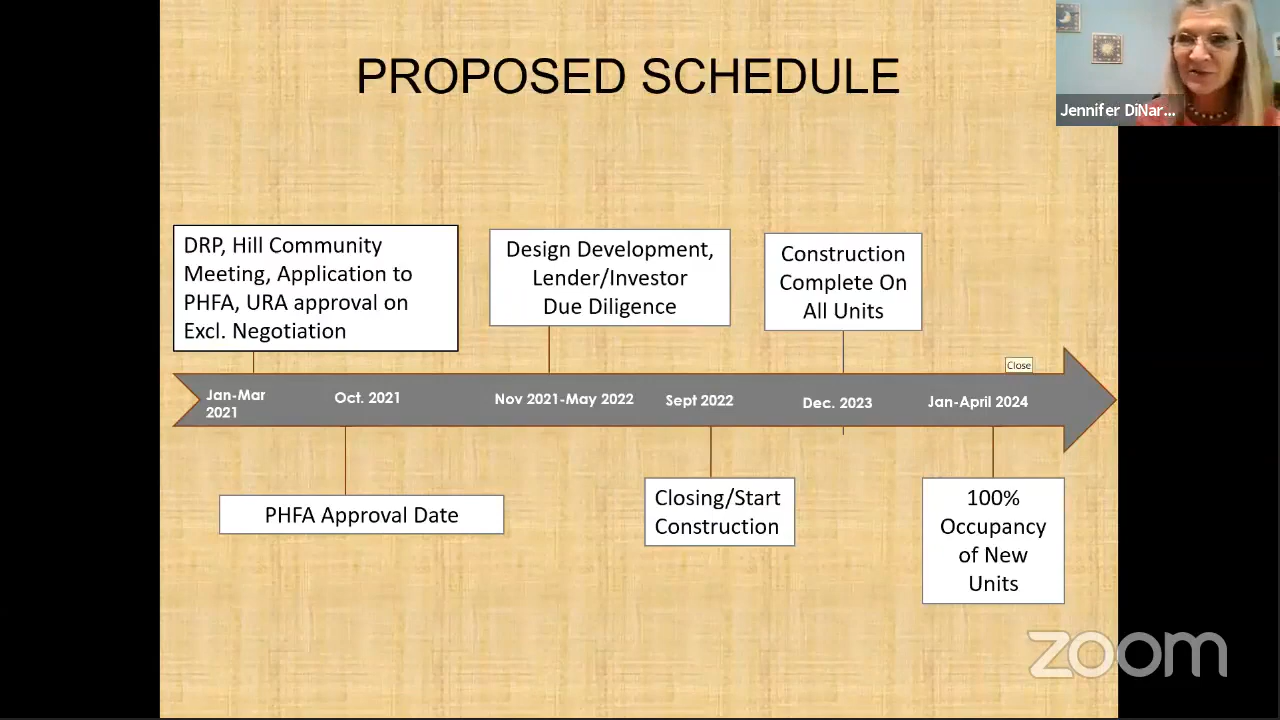 PROPOSED SCHEDULE
Jennifer DiNar...
DRP, Hill Community
Meeting, Application to
PHFA, URA approval on
Excl. Negotiation
Design Development,
Lender/Investor
Due Diligence
Construction
Complete On
All Units
Close
Jan-Mar
2021
Oct. 2021
Nov 2021-May 2022
Sept 2022
Dec. 2023
Jan-April 2024
PHFA Approval Date
Closing/Start
Construction
100%
Occupancy
of New
Units
zoom